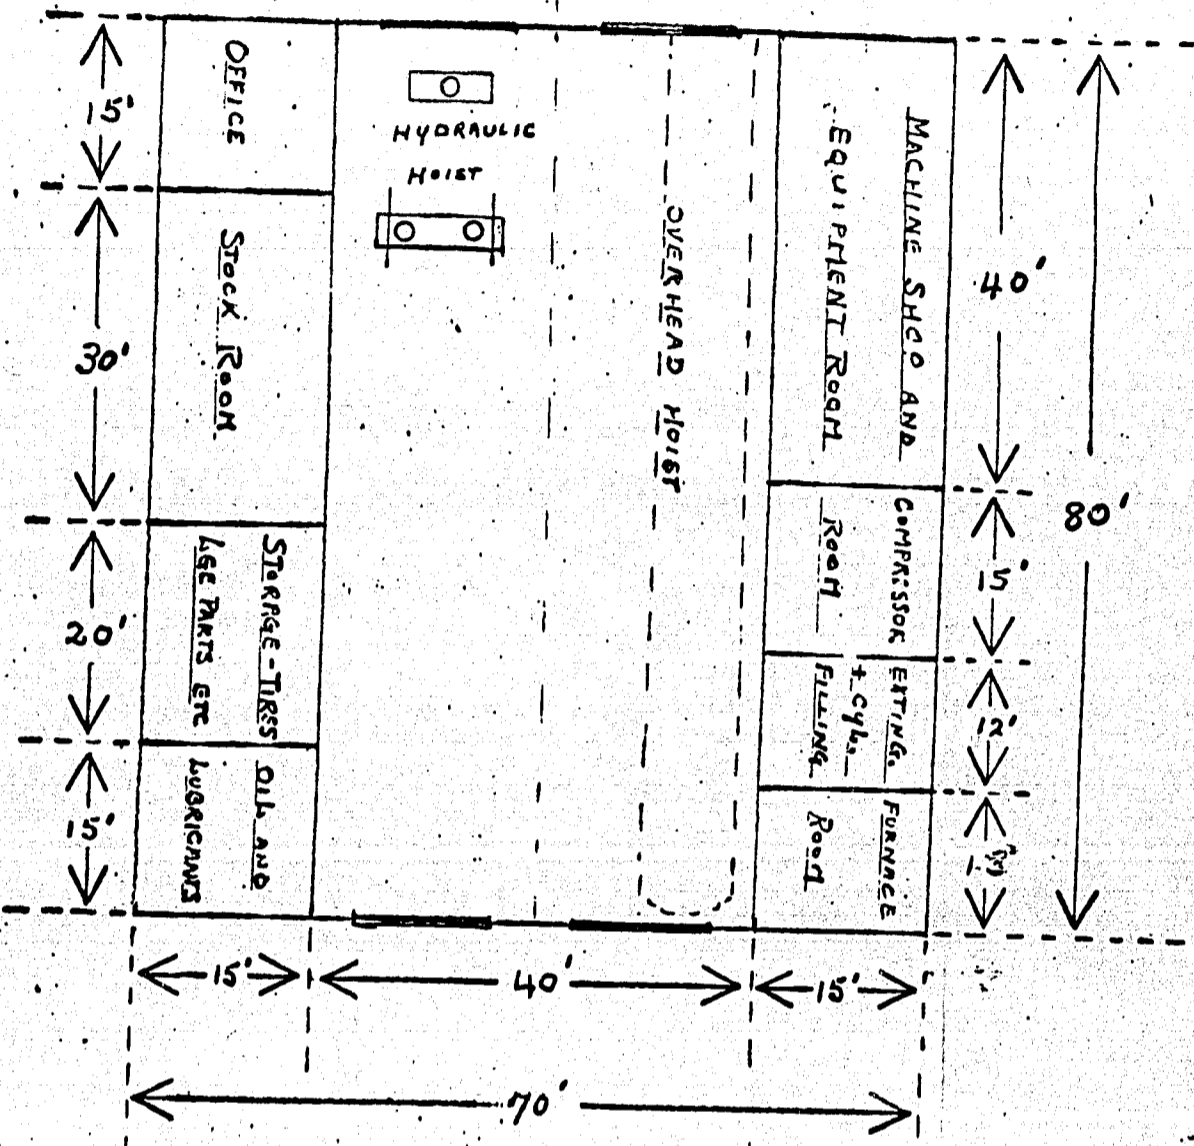 OFFICE
15'
STOCK ROOM
30'
STORAGE-TIRES
LGE PARTS ETC
20'
OIL AND
LUBRICANTS
15'
HYDRAULIC
HOIST
OVERHEAD HOIST
MACHINE SHCO AND
EQUIPMENT ROOM
40'
80'
COMPRESSOR
ROOM
15'
EXTING.
+ CYL.
FILLING
12'
FURNACE
ROOM
15'
40'
15'
70'